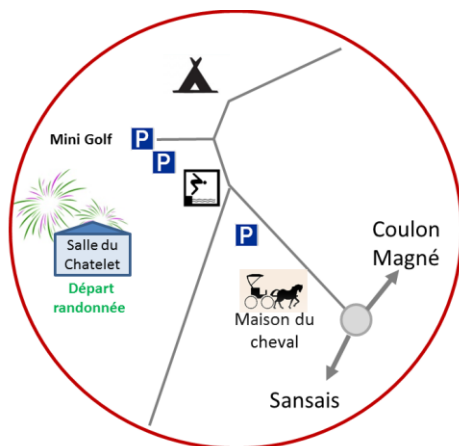 Mini Golf
P
P
Salle du
Chatelet
Départ
randonnée
P
Maison du
cheval
Coulon
Magné
Sansais